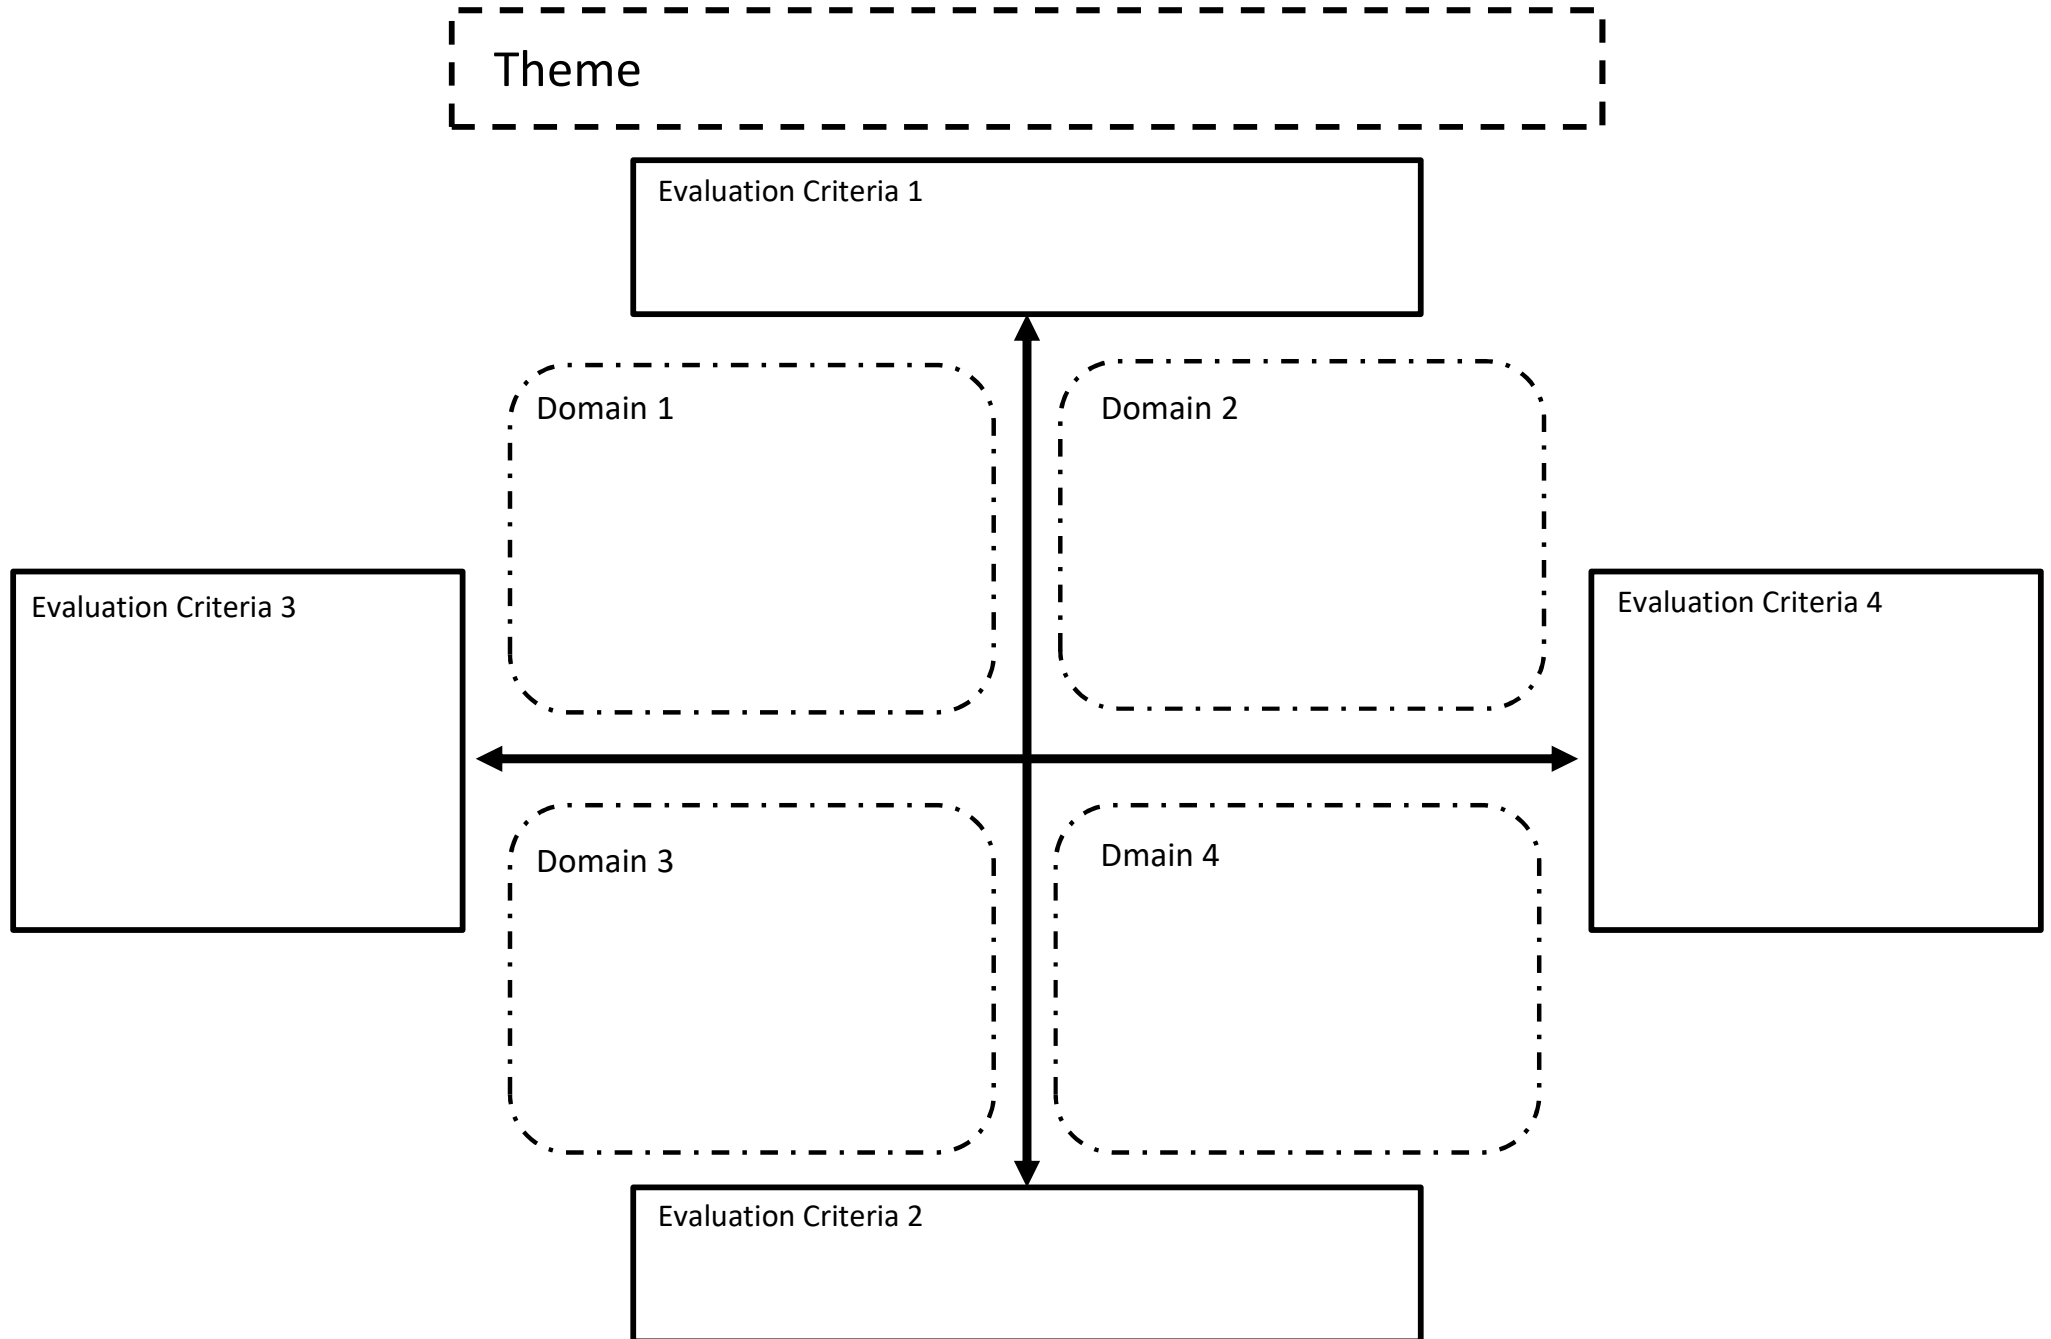 Theme
Evaluation Criteria 1
Domain 1
Domain 2
Evaluation Criteria 3
Evaluation Criteria 4
Domain 3
Dmain 4
Evaluation Criteria 2